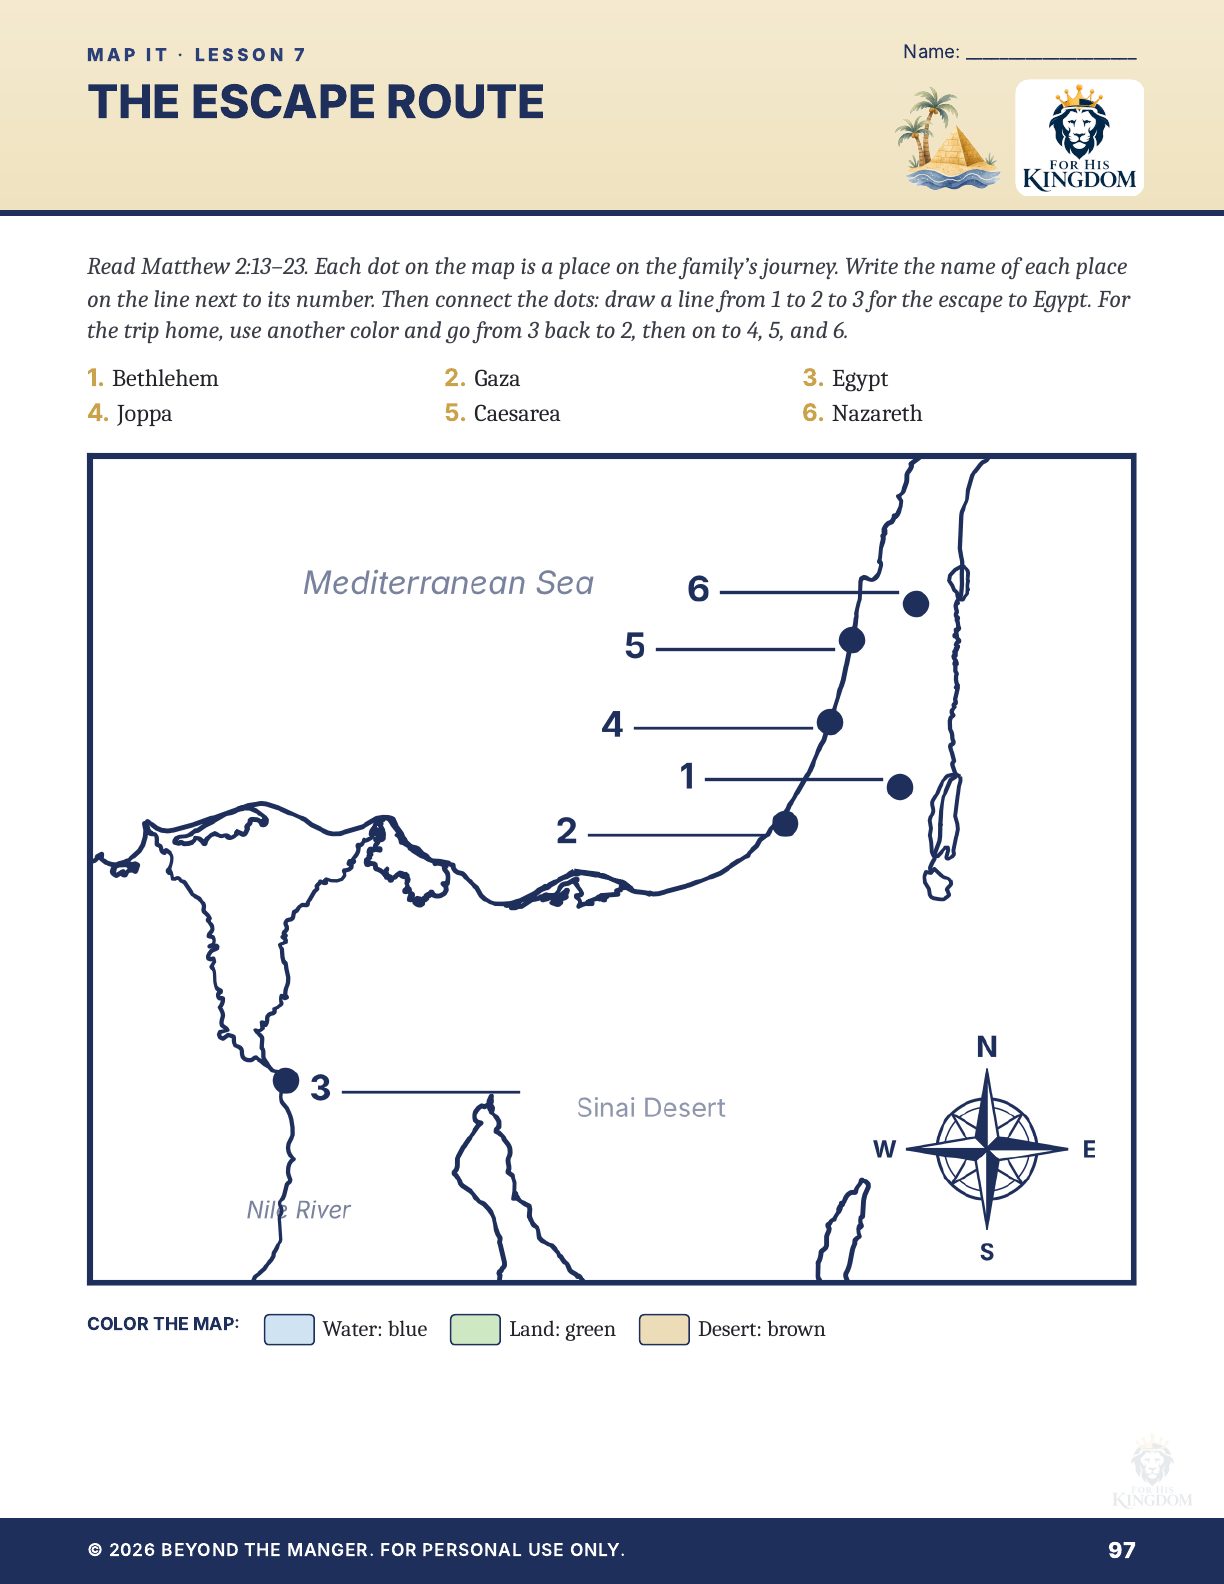 MAP IT · LESSON 7
Name: ___________________
THE ESCAPE ROUTE
FOR HIS
KINGDOM
Read Matthew 2:13–23. Each dot on the map is a place on the family’s journey. Write the name of each place
on the line next to its number. Then connect the dots: draw a line from 1 to 2 to 3 for the escape to Egypt. For
the trip home, use another color and go from 3 back to 2, then on to 4, 5, and 6.
1. Bethlehem 2. Gaza 3. Egypt
4. Joppa 5. Caesarea 6. Nazareth
Mediterranean Sea
6
5
4
1
2
N
3
Sinai Desert
W E
Nile River
S
COLOR THE MAP: Water: blue Land: green Desert: brown
FOR HIS
KINGDOM
© 2026 BEYOND THE MANGER. FOR PERSONAL USE ONLY. 97